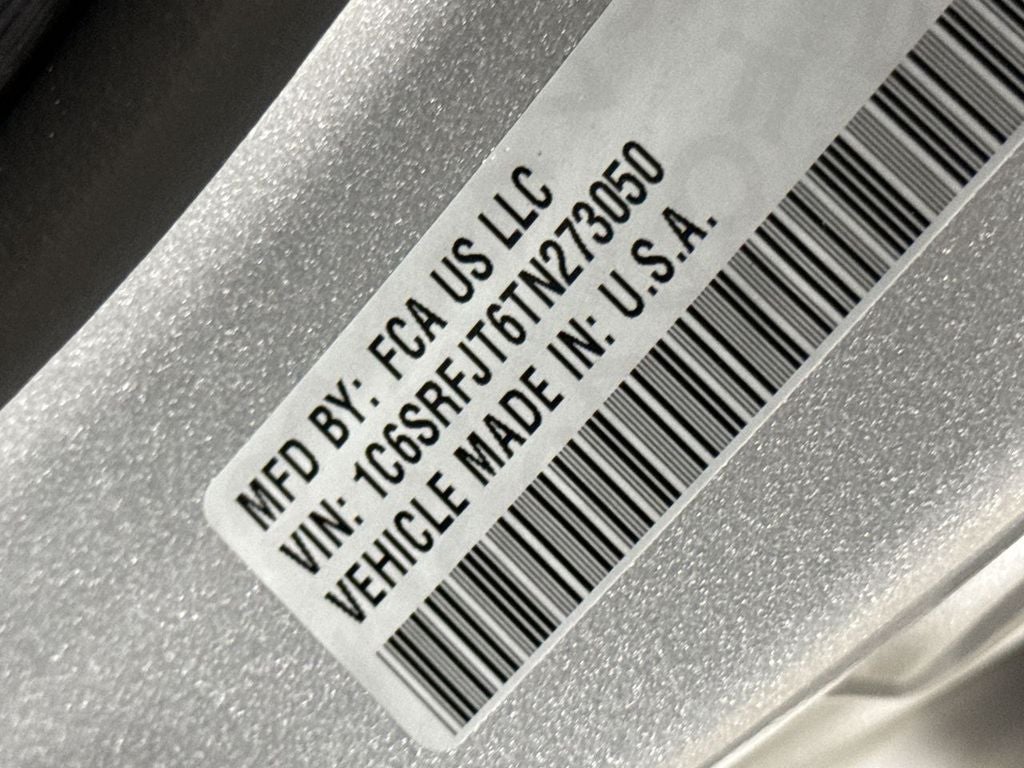 MFD BY: FCA US LLC
VIN: 1C6SRFJT6TN273050
VEHICLE MADE IN: U.S.A.